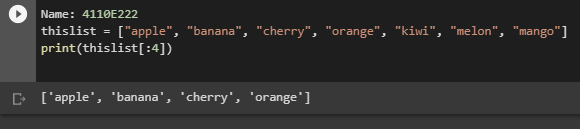 Name: 4110E222
thislist = ["apple", "banana", "cherry", "orange", "kiwi", "melon", "mango"]
print(thislist[:4])
['apple', 'banana', 'cherry', 'orange']